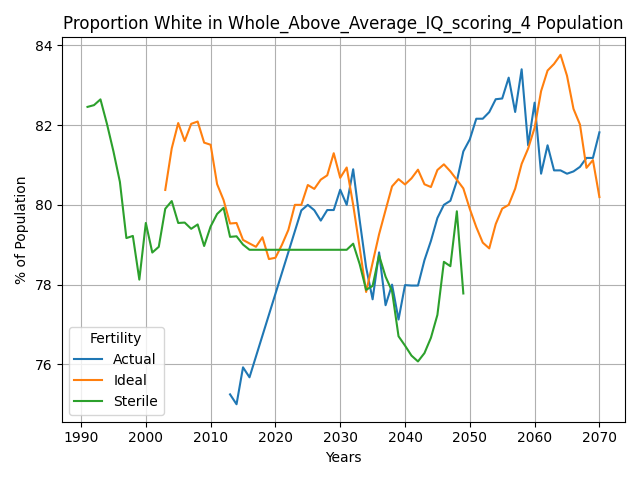 Proportion White in Whole_Above_Average_IQ_scoring_4 Population
84
82
80
78
76
% of Population
Fertility
Actual
Ideal
Sterile
1990 2000 2010 2020 2030 2040 2050 2060 2070
Years